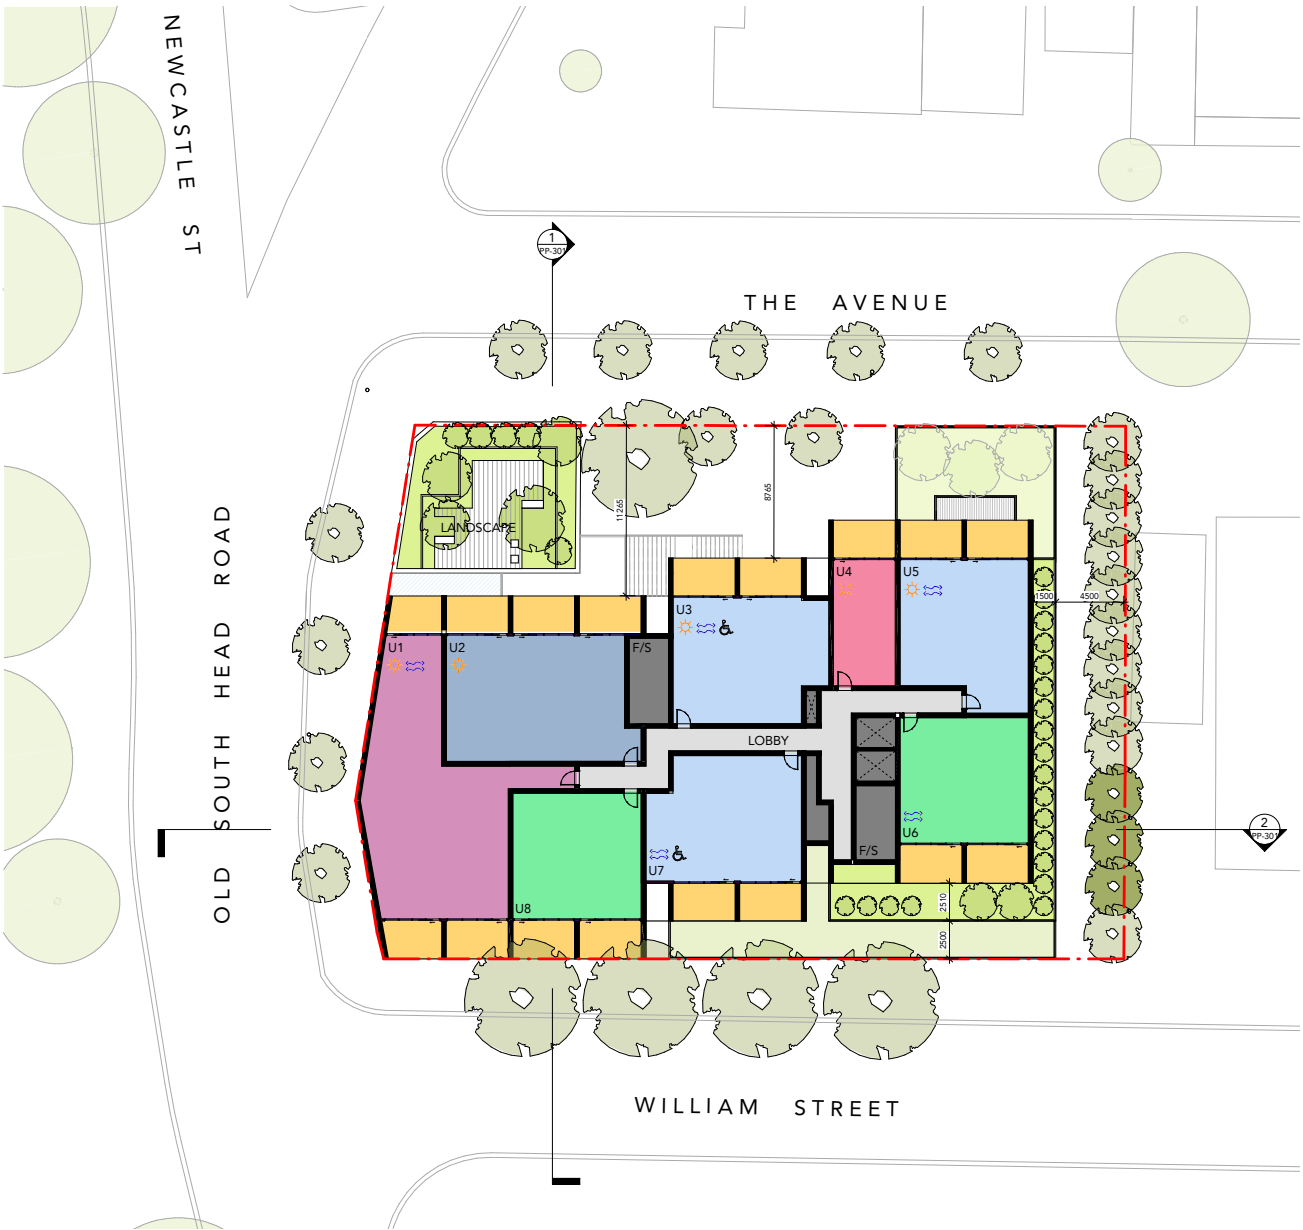 NEWCASTLE ST
1
PP-301
THE AVENUE
LANDSCAPE
11265
8765
OLD SOUTH HEAD ROAD
U4
U5
1500
4500
U3
U1
U2
F/S
LOBBY
2
PP-301
U6
F/S
U7
U8
2510
2500
WILLIAM STREET